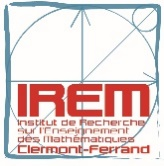 IREM
Institut de Recherche
sur l'Enseignement
des Mathématiques
Clermont-Ferrand